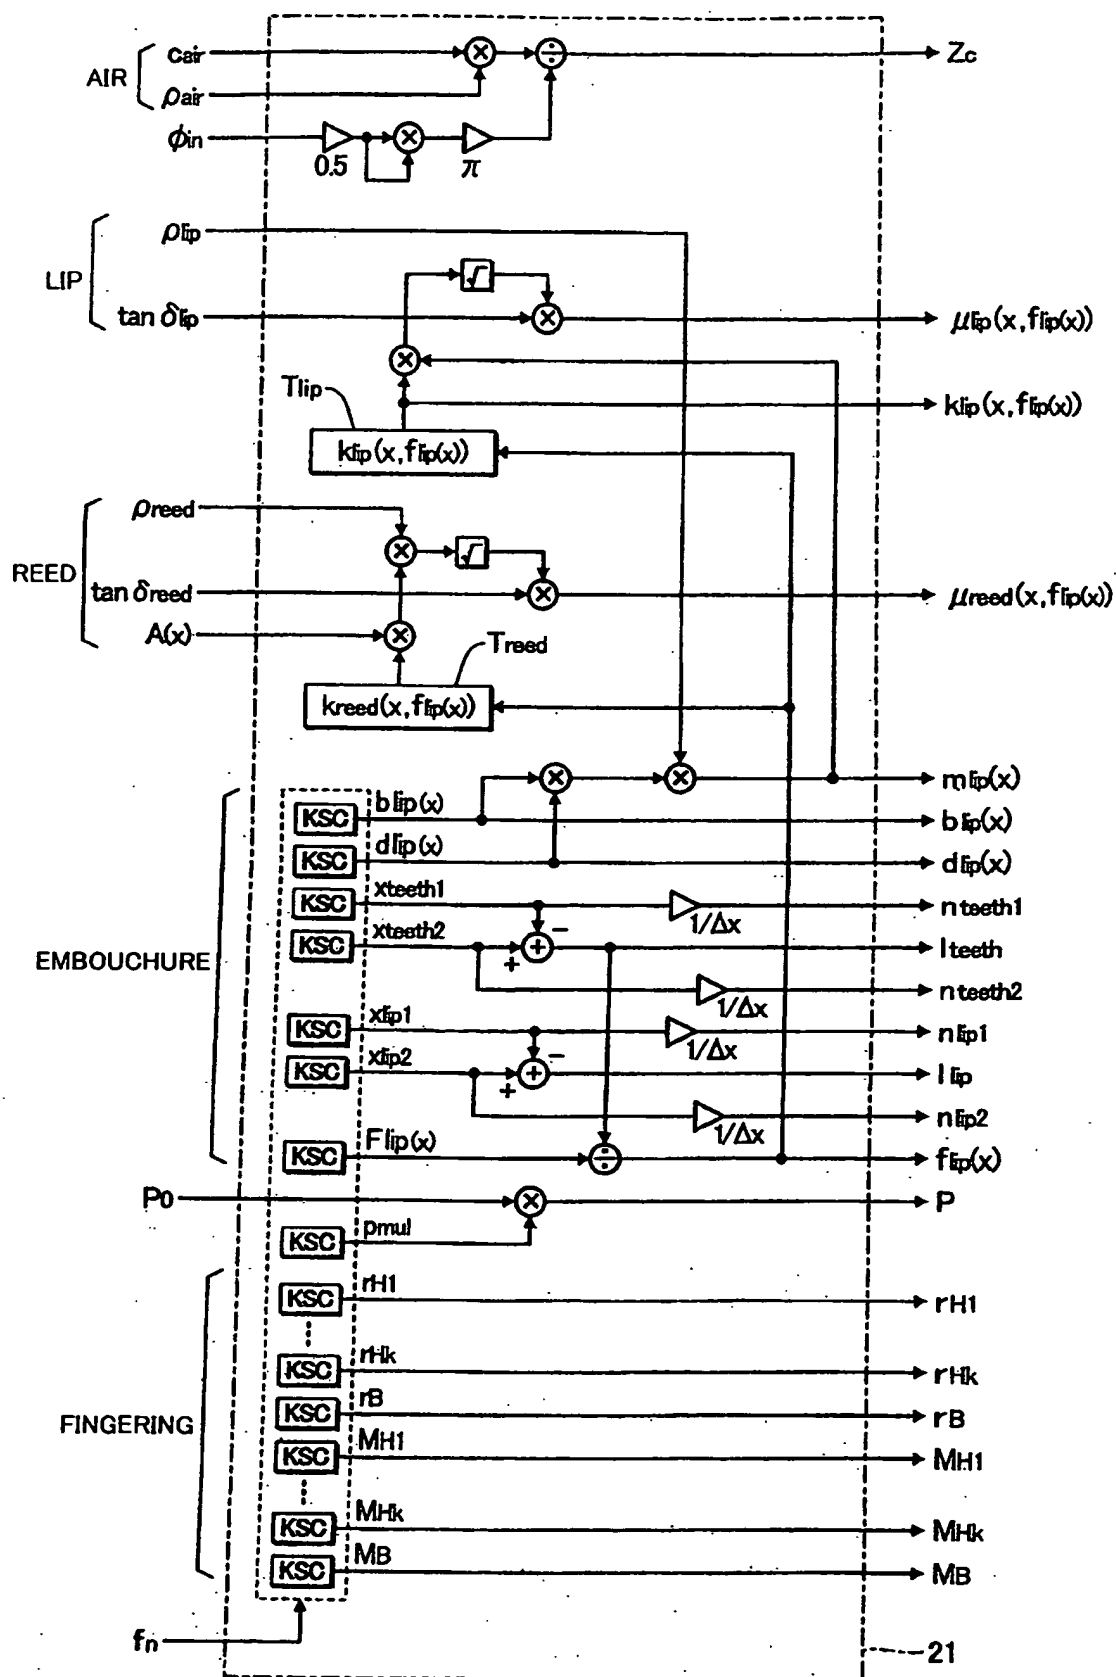 AIR
cair
ρair
ϕin
0.5
π
Zc
LIP
ρlip
√
tan δlip
μlip(x,flip(x))
Tlip
klip(x,flip(x))
klip(x,flip(x))
REED
ρreed
√
tan δreed
μreed(x,flip(x))
A(x)
Treed
kreed(x,flip(x))
mlip(x)
EMBOUCHURE
KSC
blip(x)
blip(x)
KSC
dlip(x)
dlip(x)
KSC
xteeth1
1/Δx
nteeth1
KSC
xteeth2
lteeth
1/Δx
nteeth2
KSC
xlip1
1/Δx
nlip1
KSC
xlip2
llip
1/Δx
nlip2
KSC
Flip(x)
flip(x)
P0
P
KSC
pmul
FINGERING
KSC
rH1
rH1
KSC
rHk
rHk
KSC
rB
rB
KSC
MH1
MH1
KSC
MHk
MHk
KSC
MB
MB
fn
21